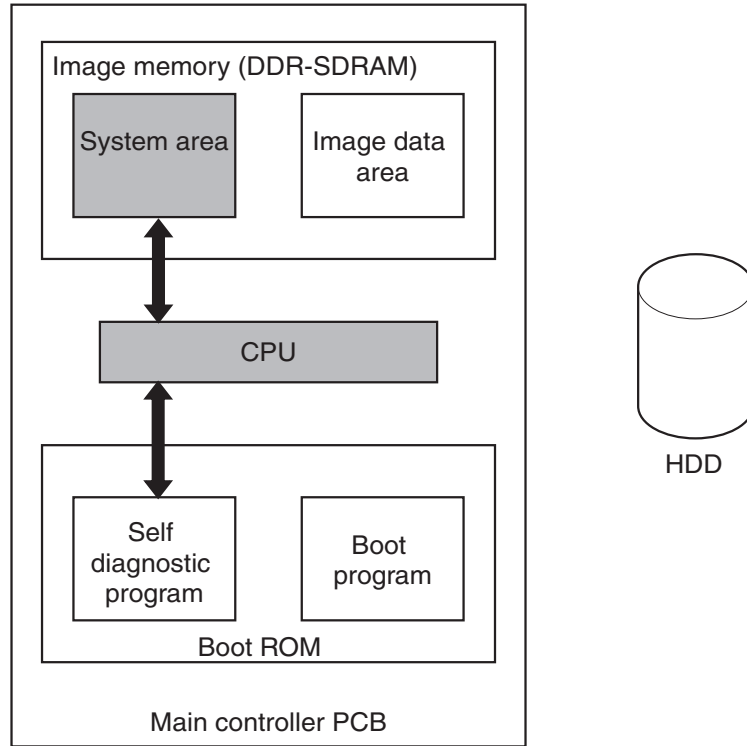 Image memory (DDR-SDRAM)
System area
Image data
area
CPU
HDD
Self
diagnostic
program
Boot
program
Boot ROM
Main controller PCB